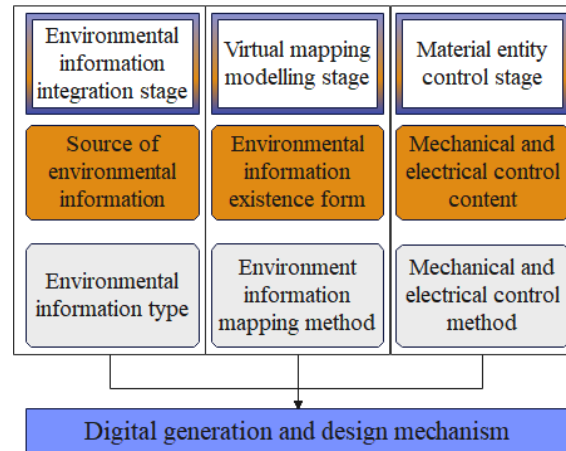 Environmental
information
integration stage
Virtual mapping
modelling stage
Material entity
control stage
Source of
environmental
information
Environmental
information
existence form
Mechanical and
electrical control
content
Environmental
information type
Environment
information
mapping method
Mechanical and
electrical control
method
Digital generation and design mechanism